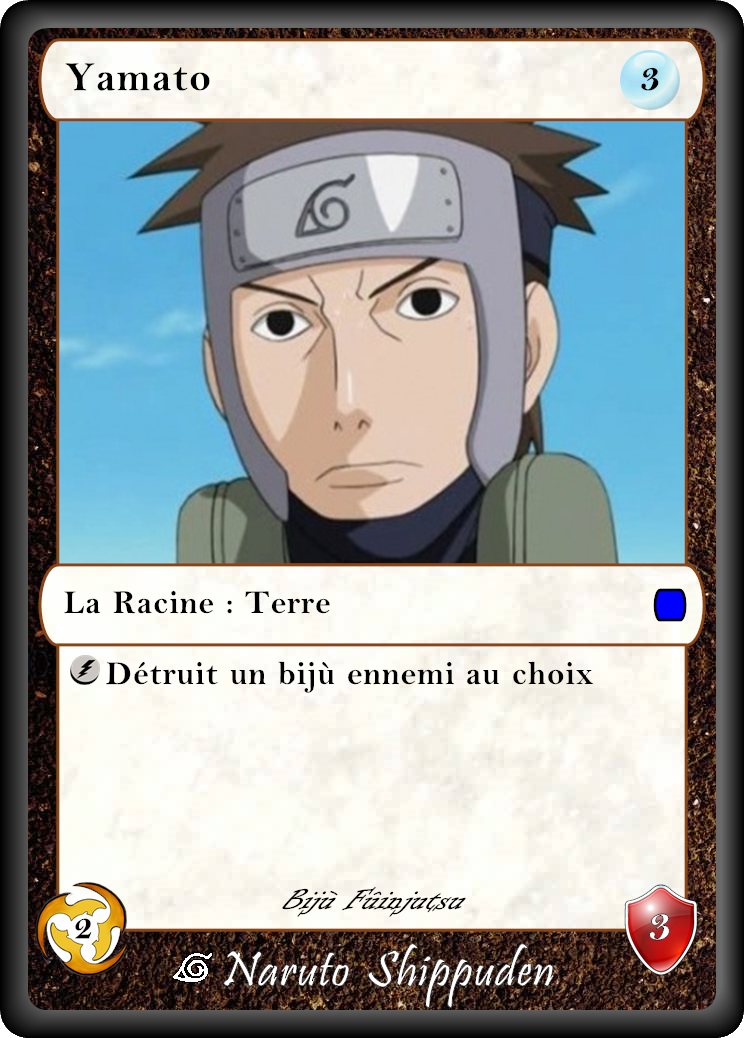 Yamato
3
La Racine : Terre
Détruit un bijù ennemi au choix
Bijù Fûinjutsu
2
3
Naruto Shippuden